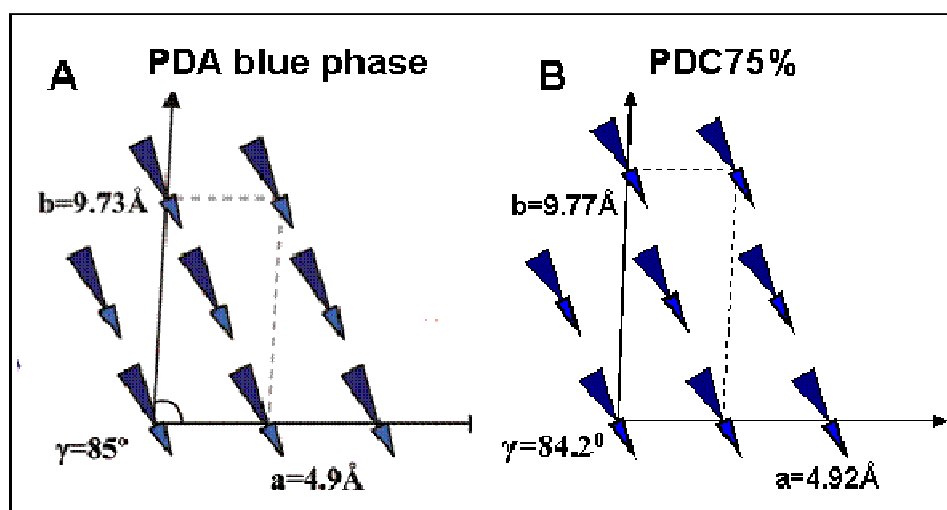 A
PDA blue phase
b=9.73Å
γ=85°
a=4.9Å
B
PDC75%
b=9.77Å
γ=84.2⁰
a=4.92Å